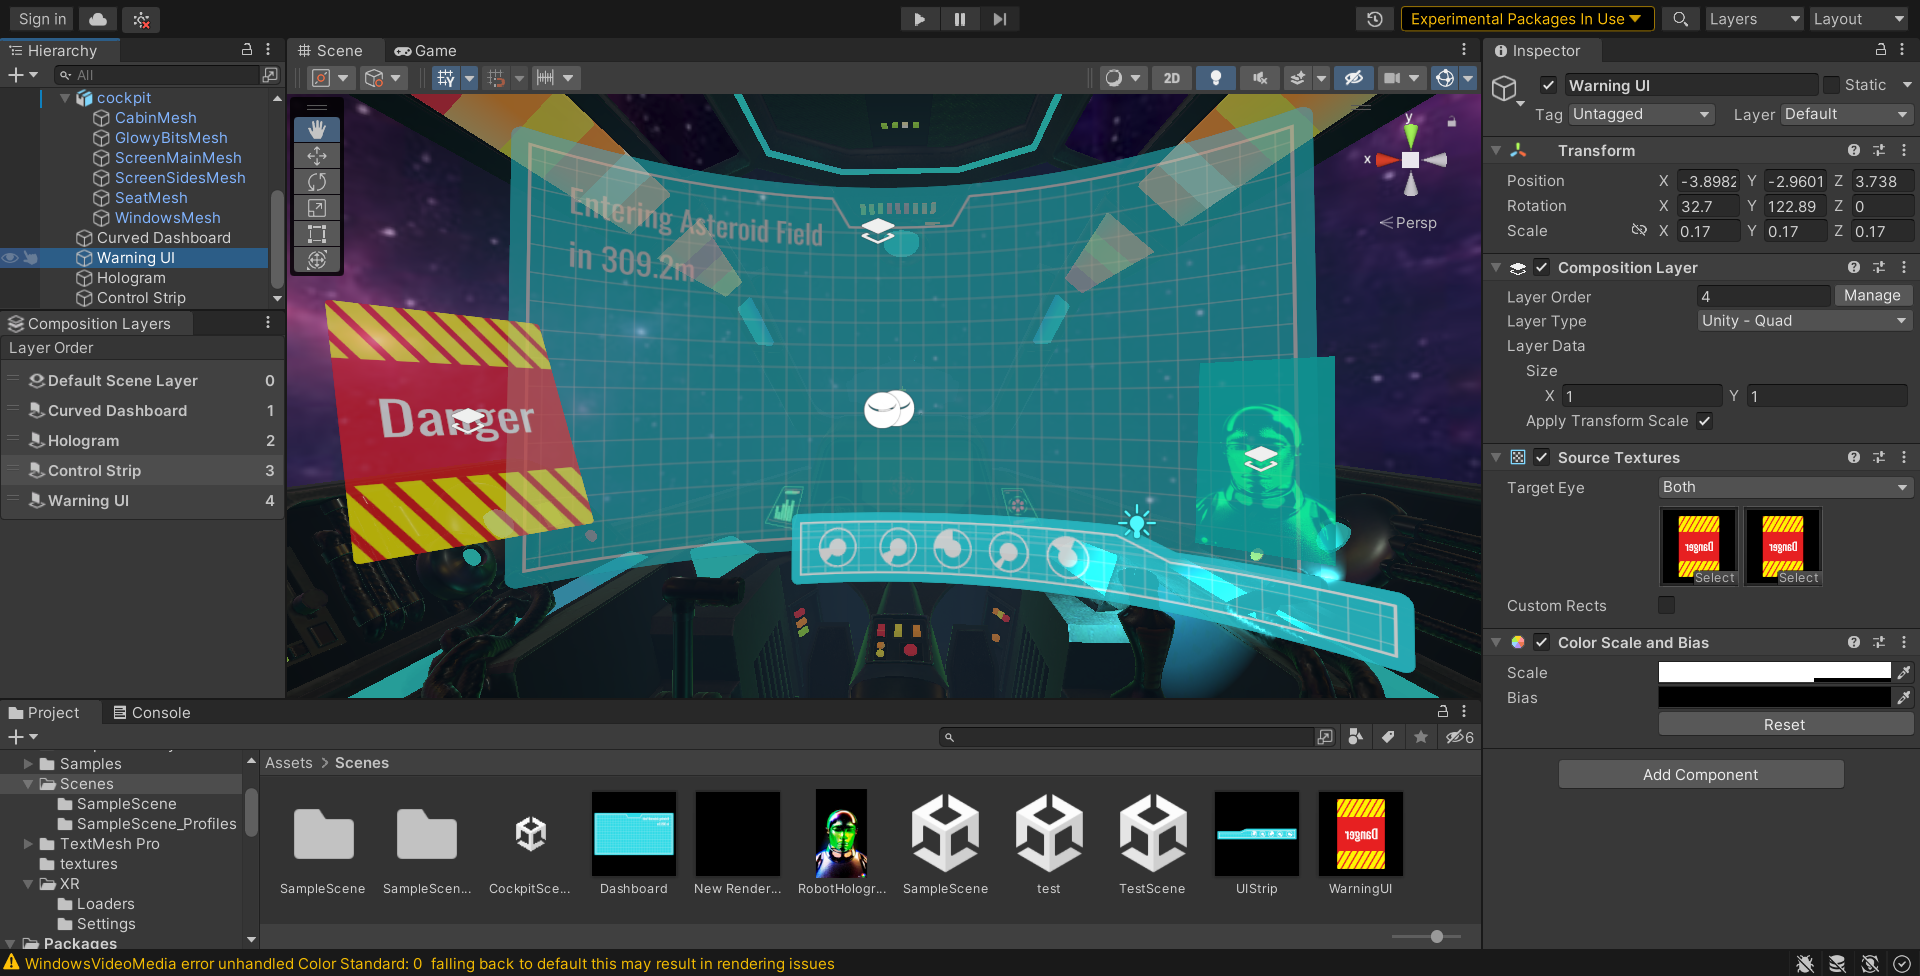 Sign in
Experimental Packages In Use
Layers
Layout
Hierarchy
All
cockpit
CabinMesh
GlowyBitsMesh
ScreenMainMesh
ScreenSidesMesh
SeatMesh
WindowsMesh
Curved Dashboard
Warning UI
Hologram
Control Strip
Composition Layers
Layer Order
Default Scene Layer 0
Curved Dashboard 1
Hologram 2
Control Strip 3
Warning UI 4
Scene
Game
2D
Entering Asteroid Field
in 309.2m
Danger
y
x
Persp
Inspector
Warning UI
Static
Tag Untagged
Layer Default
Transform
Position X -3.8982 Y -2.9601 Z 3.738
Rotation X 32.7 Y 122.89 Z 0
Scale X 0.17 Y 0.17 Z 0.17
Composition Layer
Layer Order 4 Manage
Layer Type Unity - Quad
Layer Data
Size
X 1 Y 1
Apply Transform Scale
Source Textures
Target Eye Both
Danger Danger
Select Select
Custom Rects
Color Scale and Bias
Scale
Bias
Reset
Add Component
Project
Console
6
Samples
Scenes
SampleScene
SampleScene_Profiles
TextMesh Pro
textures
XR
Loaders
Settings
Packages
Assets > Scenes
Danger
SampleScene
SampleScen...
CockpitSce...
Dashboard
New Render...
RobotHologr...
SampleScene
test
TestScene
UIStrip
WarningUI
WindowsVideoMedia error unhandled Color Standard: 0 falling back to default this may result in rendering issues